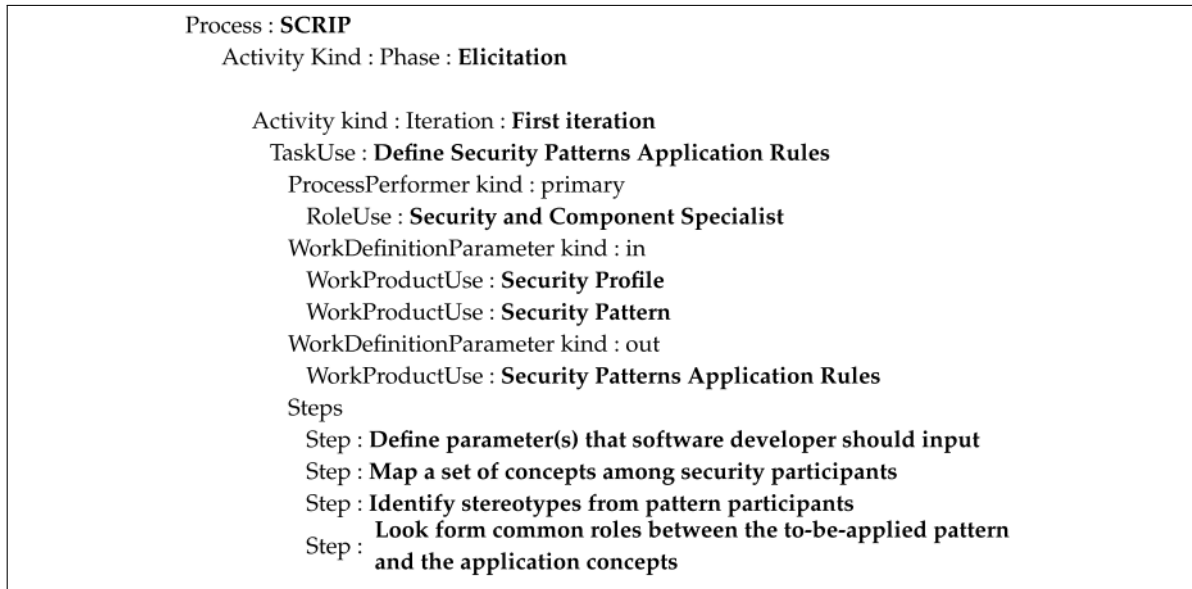 Process : SCRIP
Activity Kind : Phase : Elicitation
Activity kind : Iteration : First iteration
TaskUse : Define Security Patterns Application Rules
ProcessPerformer kind : primary
RoleUse : Security and Component Specialist
WorkDefinitionParameter kind : in
WorkProductUse : Security Profile
WorkProductUse : Security Pattern
WorkDefinitionParameter kind : out
WorkProductUse : Security Patterns Application Rules
Steps
Step : Define parameter(s) that software developer should input
Step : Map a set of concepts among security participants
Step : Identify stereotypes from pattern participants
Step : Look form common roles between the to-be-applied pattern
and the application concepts